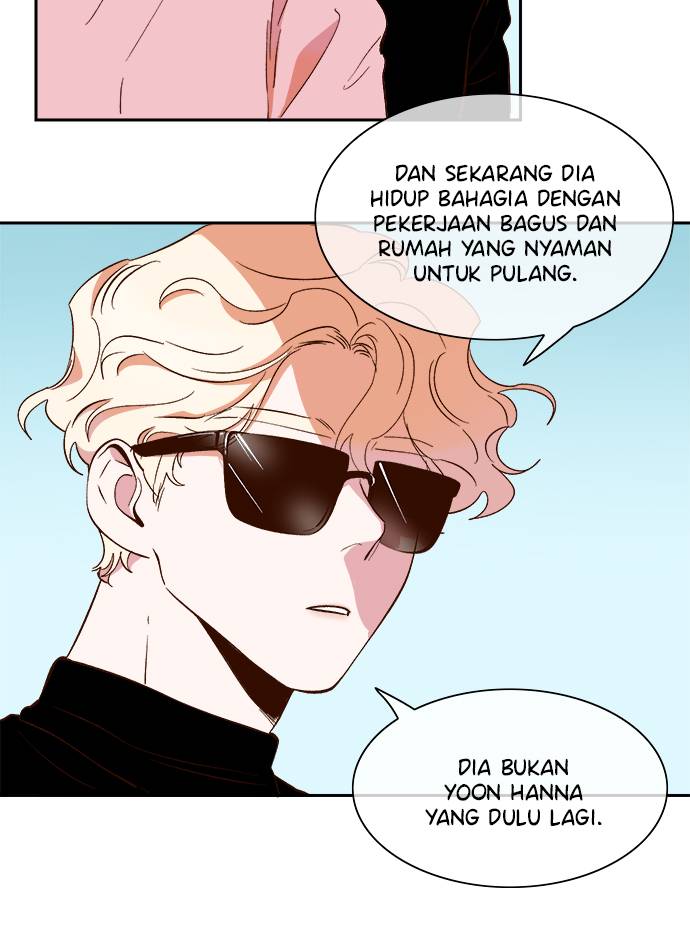 DAN SEKARANG DIA
HIDUP BAHAGIA DENGAN
PEKERJAAN BAGUS DAN
RUMAH YANG NYAMAN
UNTUK PULANG.
DIA BUKAN
YOON HANNA
YANG DULU LAGI.